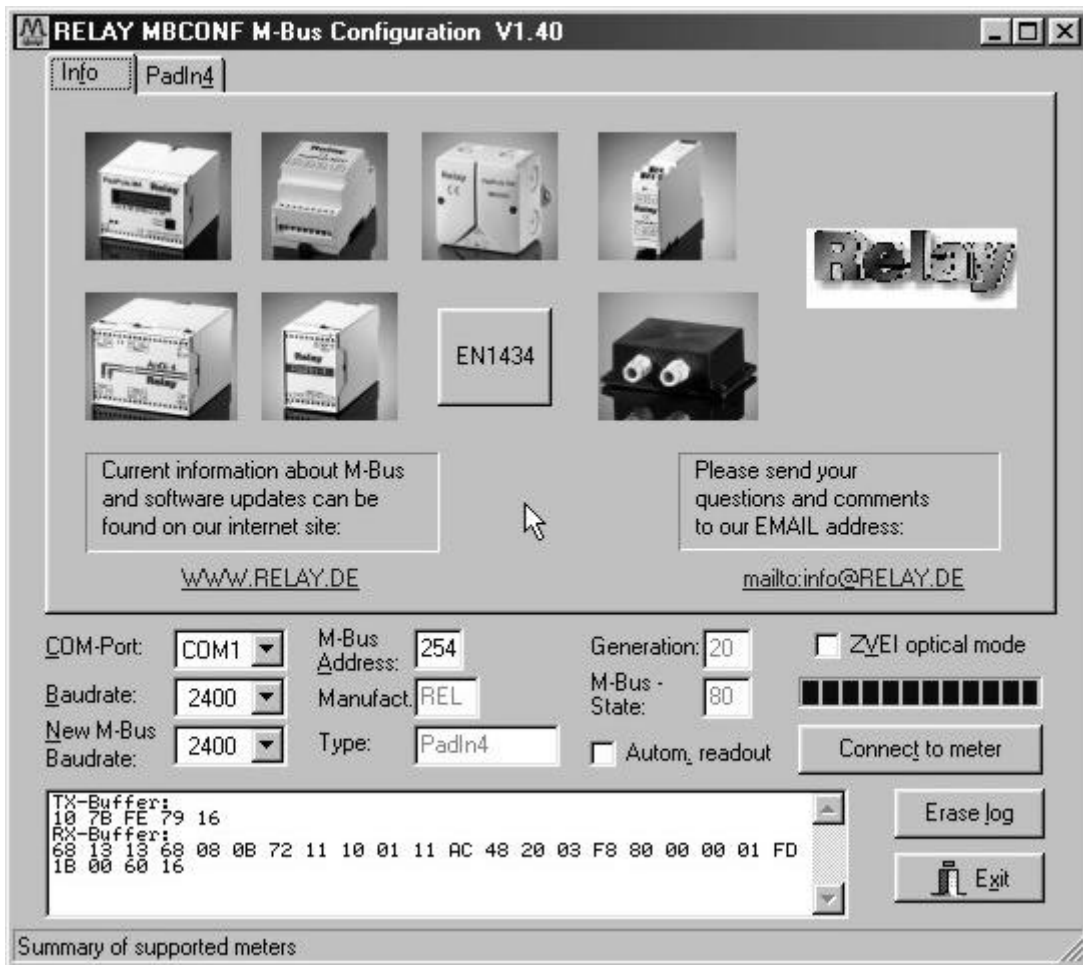 RELAY MBCONF M-Bus Configuration V1.40
Info
PadIn4
Relay
EN1434
Current information about M-Bus
and software updates can be
found on our internet site:
WWW.RELAY.DE
Please send your
questions and comments
to our EMAIL address:
mailto:info@RELAY.DE
COM-Port:
COM1
M-Bus
Address:
254
Generation:
20
ZVEI optical mode
Baudrate:
2400
Manufact.
REL
M-Bus -
State:
80
New M-Bus
Baudrate:
2400
Type:
PadIn4
Autom. readout
Connect to meter
TX-Buffer:
10 7B FE 79 16
RX-Buffer:
68 13 13 68 08 0B 72 11 10 01 11 AC 48 20 03 F8 80 00 00 01 FD
1B 00 60 16
Erase log
Exit
Summary of supported meters